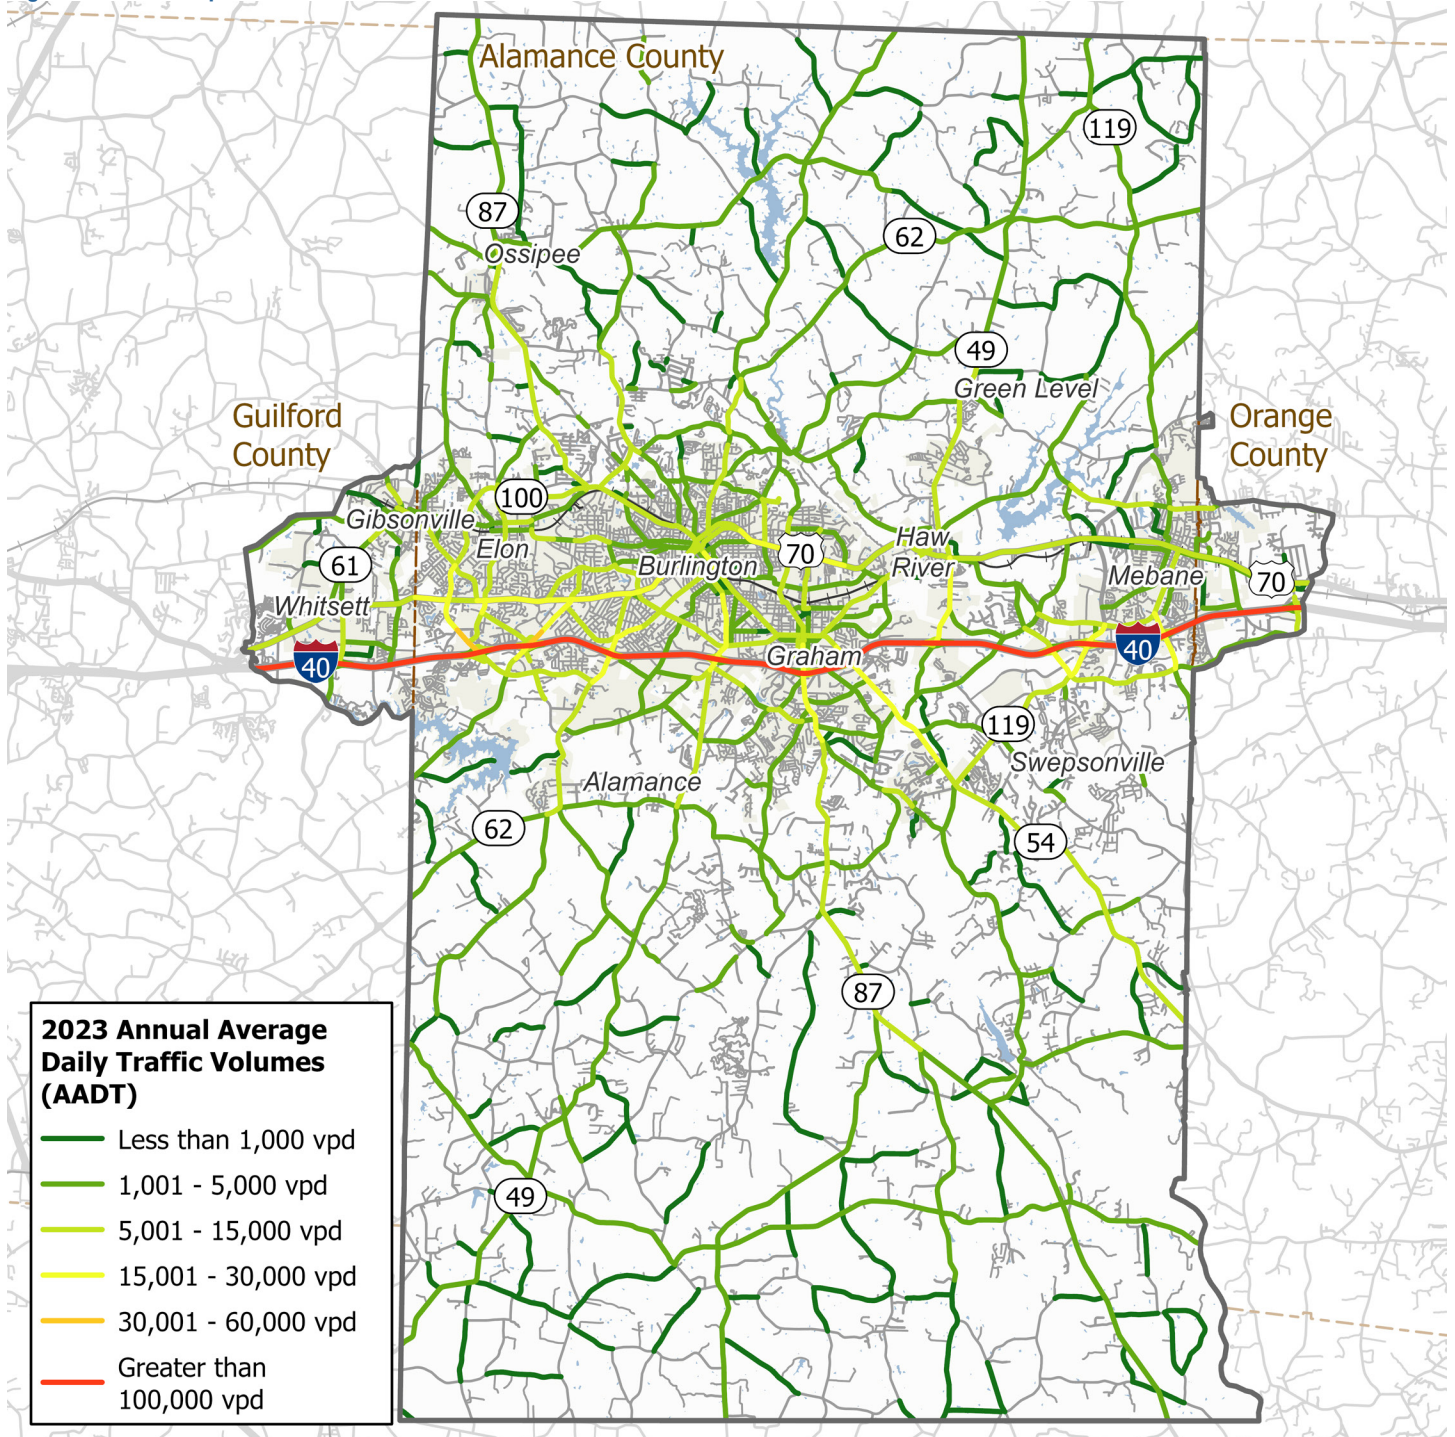 Alamance County
119
87
62
Ossipee
49
Green Level
Guilford
County
Orange
County
100
Gibsonville
Elon
Haw
River
61
70
Burlington
Mebane
70
Whitsett
40
40
Graham
119
Swepsonville
Alamance
62
54
87
2023 Annual Average
Daily Traffic Volumes
(AADT)
Less than 1,000 vpd
1,001 - 5,000 vpd
5,001 - 15,000 vpd
15,001 - 30,000 vpd
30,001 - 60,000 vpd
Greater than
100,000 vpd
49